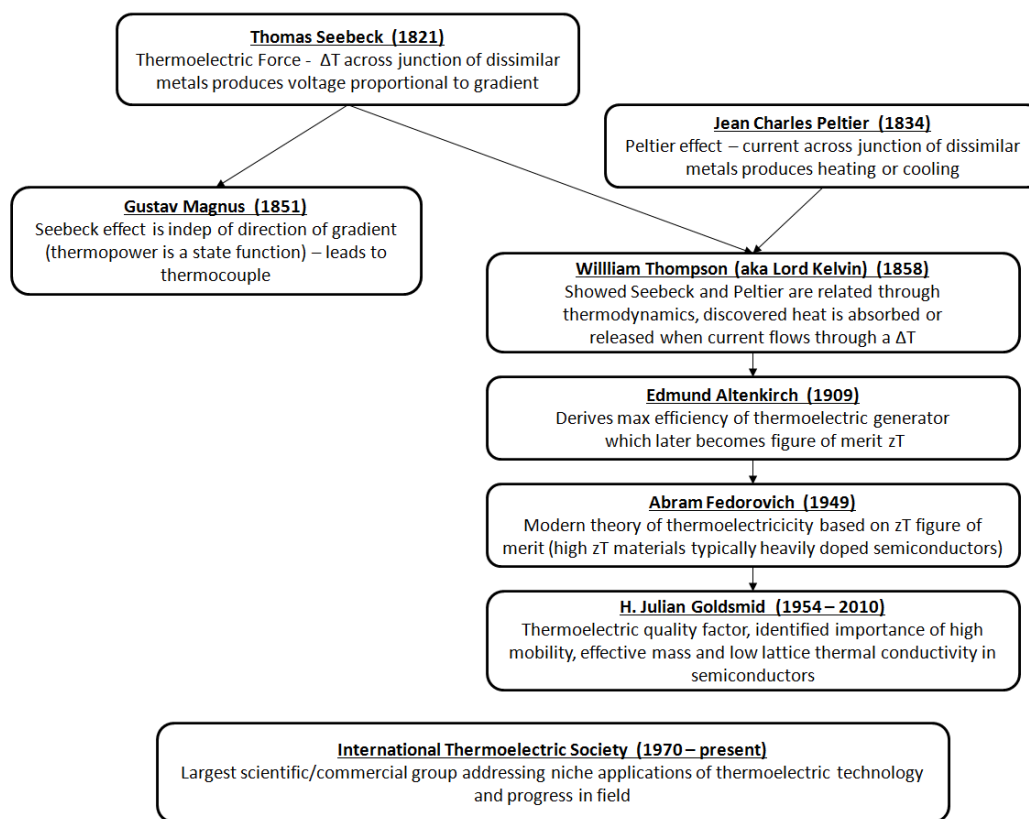 Thomas Seebeck (1821)
Thermoelectric Force - ΔT across junction of dissimilar
metals produces voltage proportional to gradient
Jean Charles Peltier (1834)
Peltier effect – current across junction of dissimilar
metals produces heating or cooling
Gustav Magnus (1851)
Seebeck effect is indep of direction of gradient
(thermopower is a state function) – leads to
thermocouple
Willliam Thompson (aka Lord Kelvin) (1858)
Showed Seebeck and Peltier are related through
thermodynamics, discovered heat is absorbed or
released when current flows through a ΔT
Edmund Altenkirch (1909)
Derives max efficiency of thermoelectric generator
which later becomes figure of merit zT
Abram Fedorovich (1949)
Modern theory of thermoelectricicity based on zT figure of
merit (high zT materials typically heavily doped semiconductors)
H. Julian Goldsmid (1954 – 2010)
Thermoelectric quality factor, identified importance of high
mobility, effective mass and low lattice thermal conductivity in
semiconductors
International Thermoelectric Society (1970 – present)
Largest scientific/commercial group addressing niche applications of thermoelectric technology
and progress in field